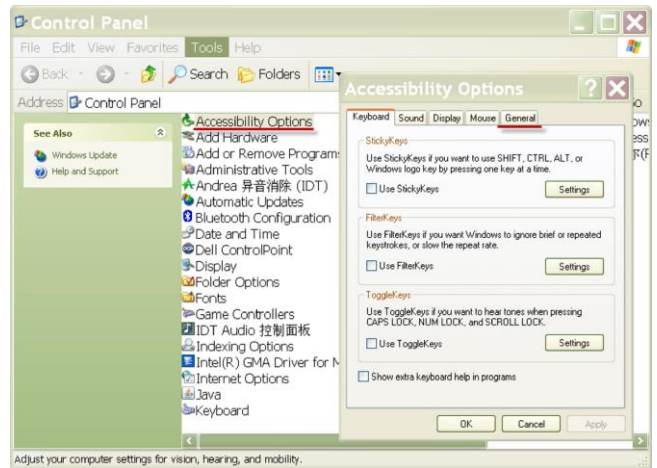 Control Panel
File Edit View Favorites Tools Help
Back Search Folders
Address Control Panel
See Also
Windows Update
Help and Support
Accessibility Options
Add Hardware
Add or Remove Programs
Administrative Tools
Andrea 异音消除 (IDT)
Automatic Updates
Bluetooth Configuration
Date and Time
Dell ControlPoint
Display
Folder Options
Fonts
Game Controllers
IDT Audio 控制面板
Indexing Options
Intel(R) GMA Driver for M
Internet Options
Java
Keyboard
Accessibility Options
Keyboard Sound Display Mouse General
StickyKeys
Use StickyKeys if you want to use SHIFT, CTRL, ALT, or
Windows logo key by pressing one key at a time.
Use StickyKeys Settings
FilterKeys
Use FilterKeys if you want Windows to ignore brief or repeated
keystrokes, or slow the repeat rate.
Use FilterKeys Settings
ToggleKeys
Use ToggleKeys if you want to hear tones when pressing
CAPS LOCK, NUM LOCK, and SCROLL LOCK.
Use ToggleKeys Settings
Show extra keyboard help in programs
OK Cancel Apply
Adjust your computer settings for vision, hearing, and mobility.